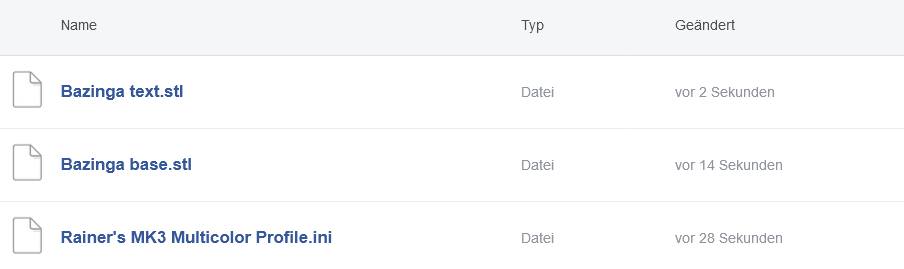 Name Typ Geändert
Bazinga text.stl Datei vor 2 Sekunden
Bazinga base.stl Datei vor 14 Sekunden
Rainer's MK3 Multicolor Profile.ini Datei vor 28 Sekunden